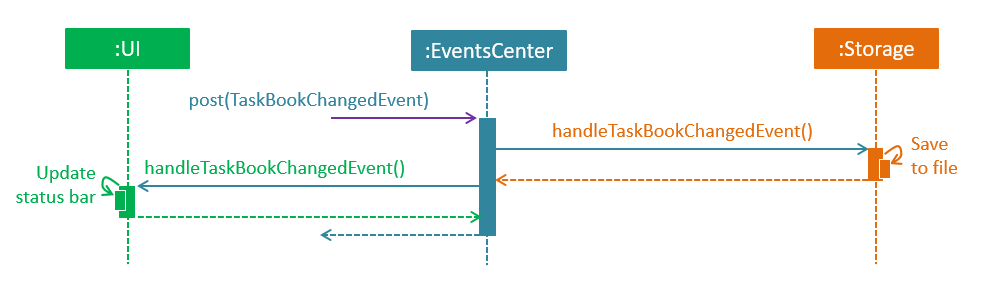 :UI
:EventsCenter
:Storage
post(TaskBookChangedEvent)
handleTaskBookChangedEvent()
Save
to file
handleTaskBookChangedEvent()
Update
status bar